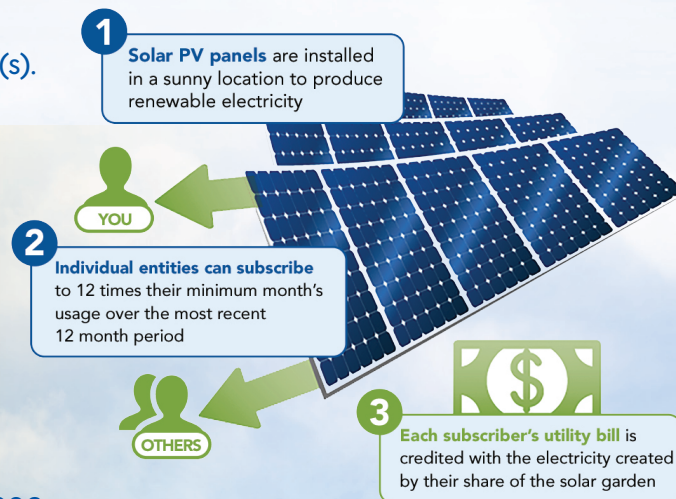 (s).
1
Solar PV panels are installed
in a sunny location to produce
renewable electricity
YOU
2
Individual entities can subscribe
to 12 times their minimum month's
usage over the most recent
12 month period
OTHERS
$
3
Each subscriber's utility bill is
credited with the electricity created
by their share of the solar garden